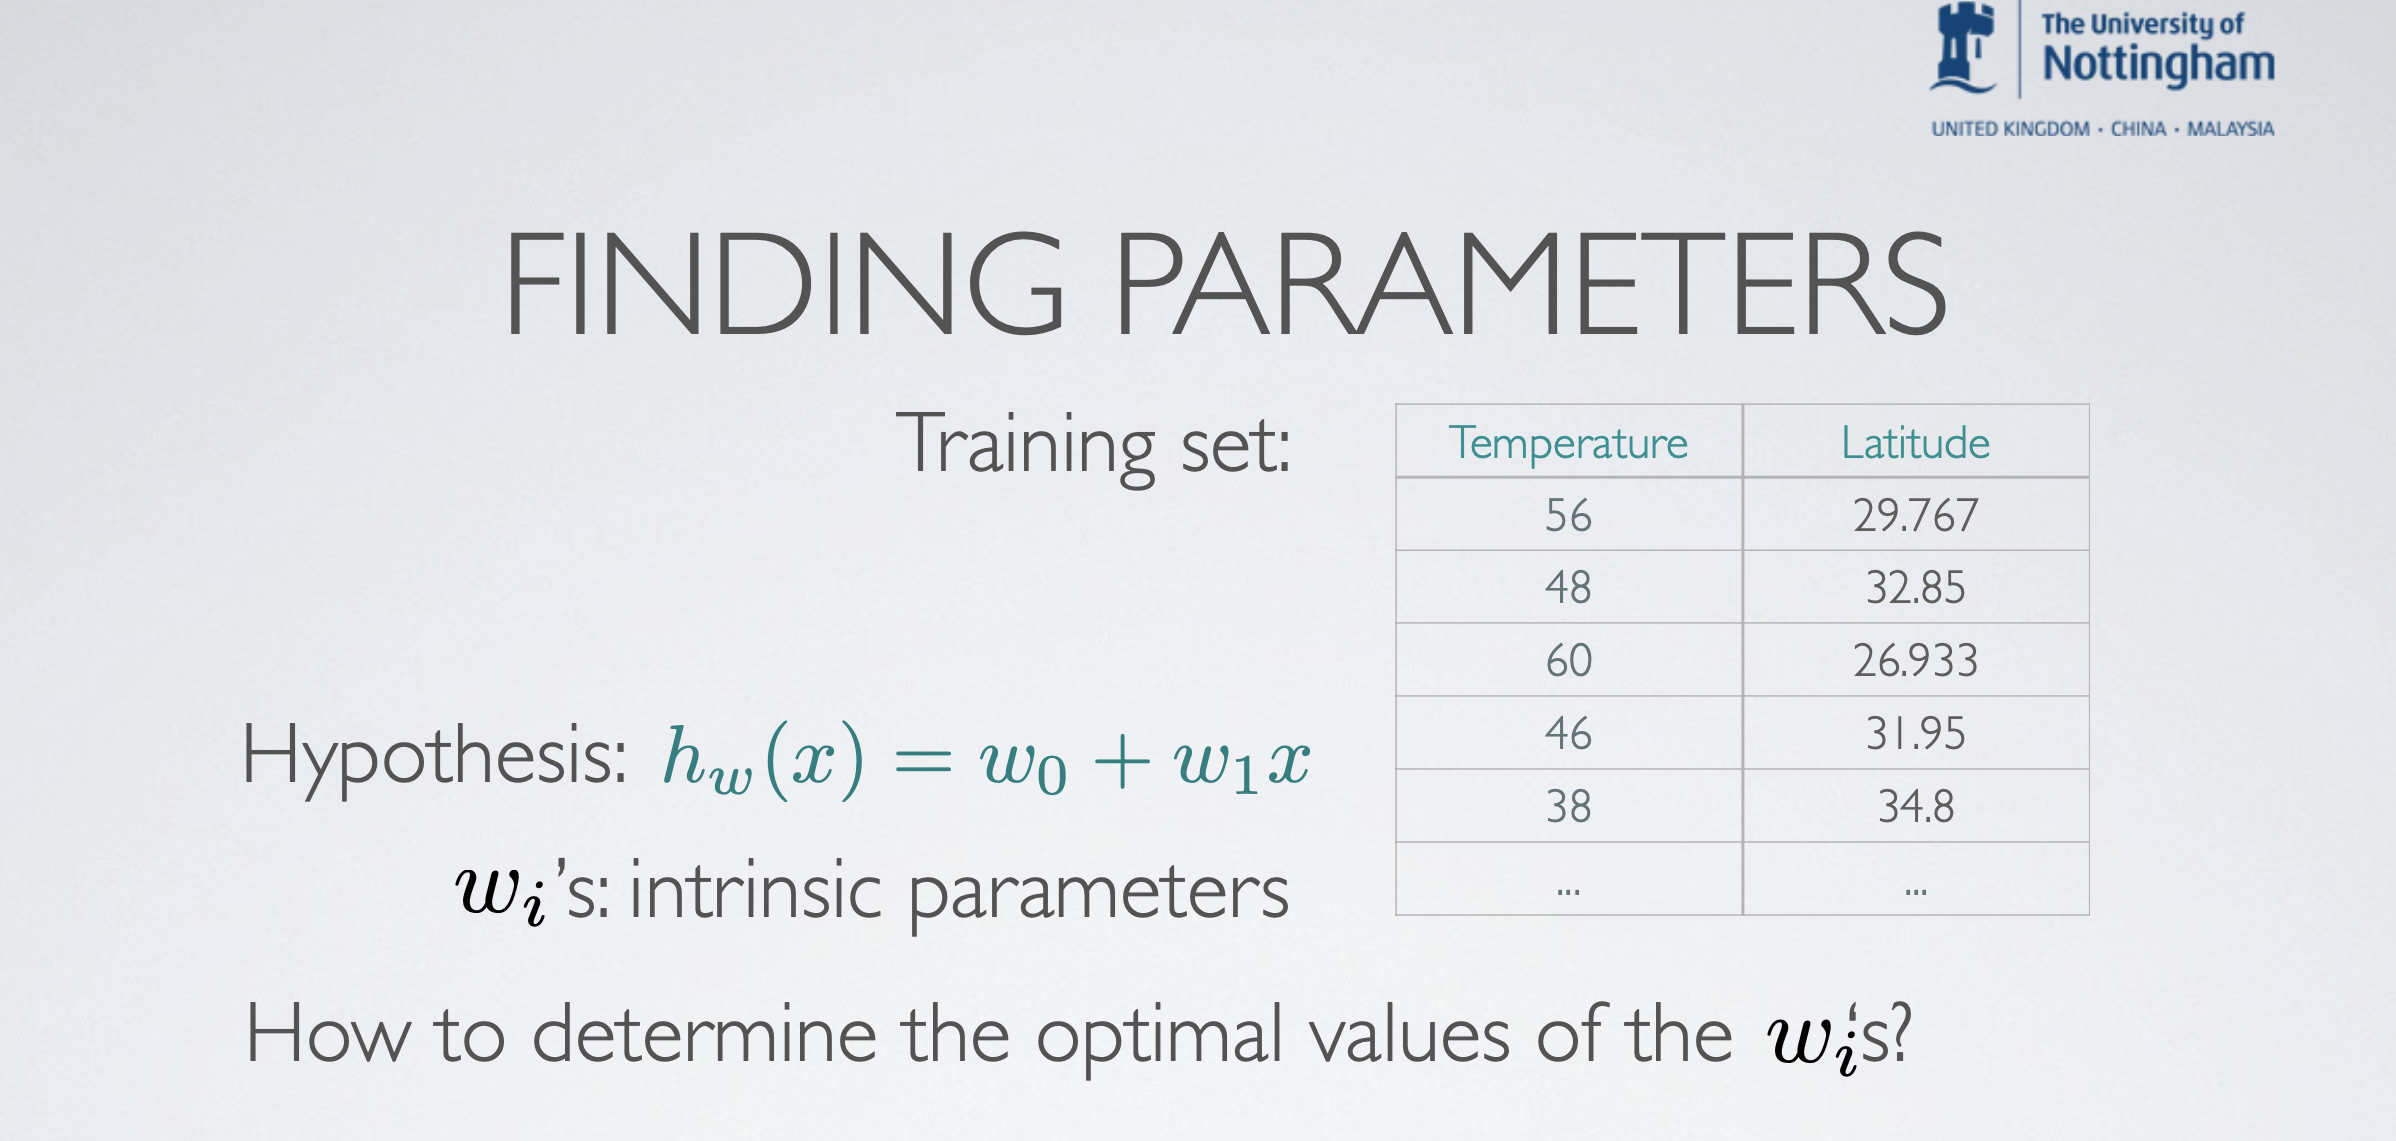 The University of
Nottingham
UNITED KINGDOM · CHINA · MALAYSIA
FINDING PARAMETERS
Training set:
Temperature Latitude
56 29.767
48 32.85
60 26.933
46 31.95
38 34.8
... ...
Hypothesis: h_w(x) = w_0 + w_1x
w_i's: intrinsic parameters
How to determine the optimal values of the w_i‘s?